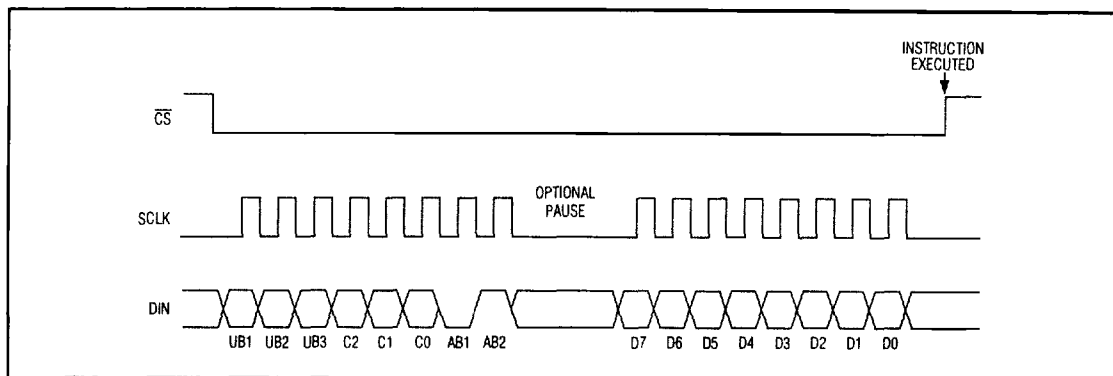 INSTRUCTION
EXECUTED
CS
SCLK
OPTIONAL
PAUSE
DIN
UB1 UB2 UB3 C2 C1 C0 AB1 AB2 D7 D6 D5 D4 D3 D2 D1 D0